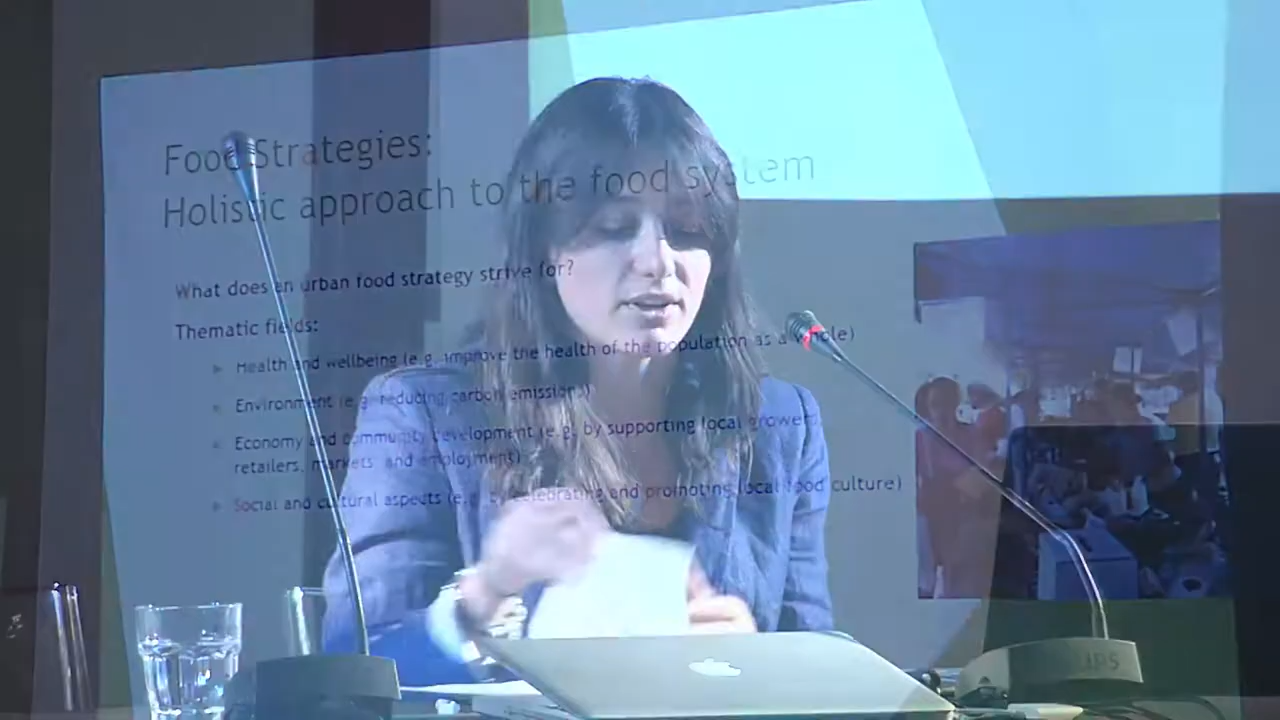 Food Strategies:
Holistic approach to the food system
What does an urban food strategy strive for?
Thematic fields:
Health and wellbeing (e.g. improve the health of the population as a whole)
Environment (e.g. reducing carbon emissions)
Economy and community development (e.g. by supporting local growers,
retailers, markets and employment)
Social and cultural aspects (e.g. by celebrating and promoting local food culture)